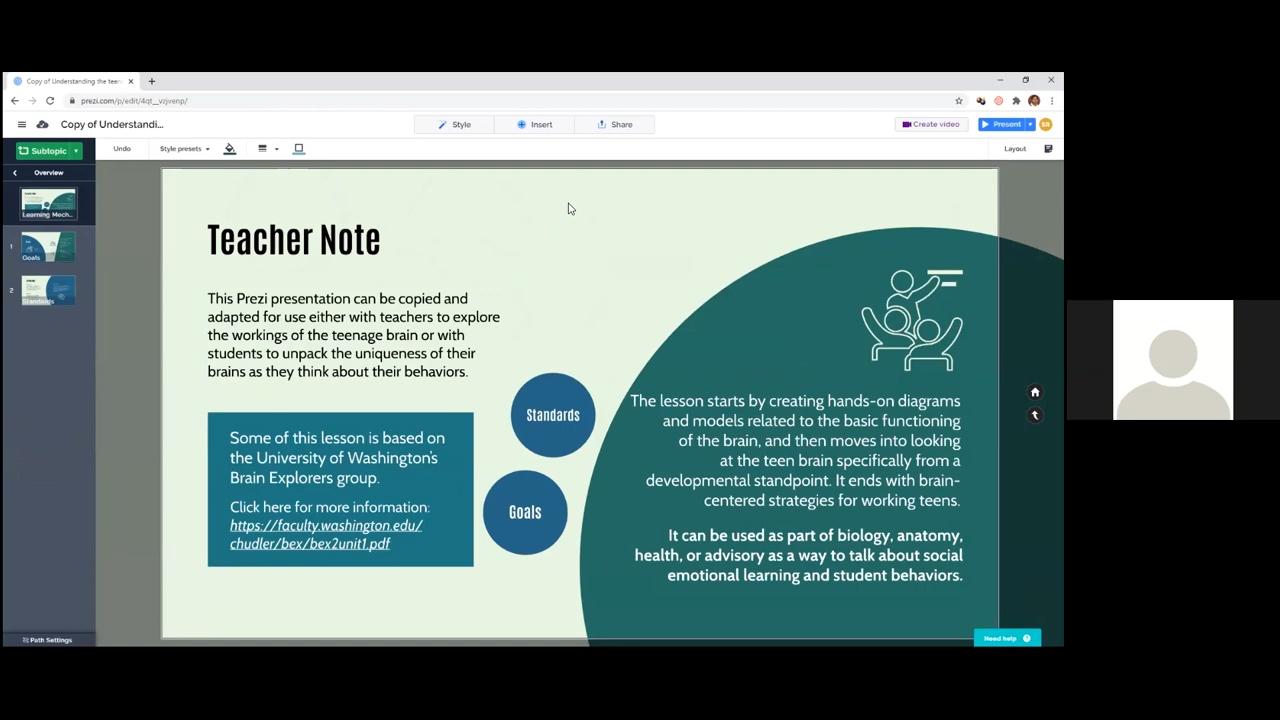 Copy of Understanding the teen
prezi.com/p/edit/4qt__vzjvenp/
Copy of Understandi...
Style
Insert
Share
Create video
Present
SR
Subtopic
Undo
Style presets
Layout
Overview
Learning Mech...
1
Goals
2
Standards
Teacher Note
This Prezi presentation can be copied and
adapted for use either with teachers to explore
the workings of the teenage brain or with
students to unpack the uniqueness of their
brains as they think about their behaviors.
Some of this lesson is based on
the University of Washington's
Brain Explorers group.
Click here for more information:
https://faculty.washington.edu/
chudler/bex/bex2unit1.pdf
Standards
Goals
The lesson starts by creating hands-on diagrams
and models related to the basic functioning
of the brain, and then moves into looking
at the teen brain specifically from a
developmental standpoint. It ends with brain-
centered strategies for working teens.
It can be used as part of biology, anatomy,
health, or advisory as a way to talk about social
emotional learning and student behaviors.
Path Settings
Need help ?